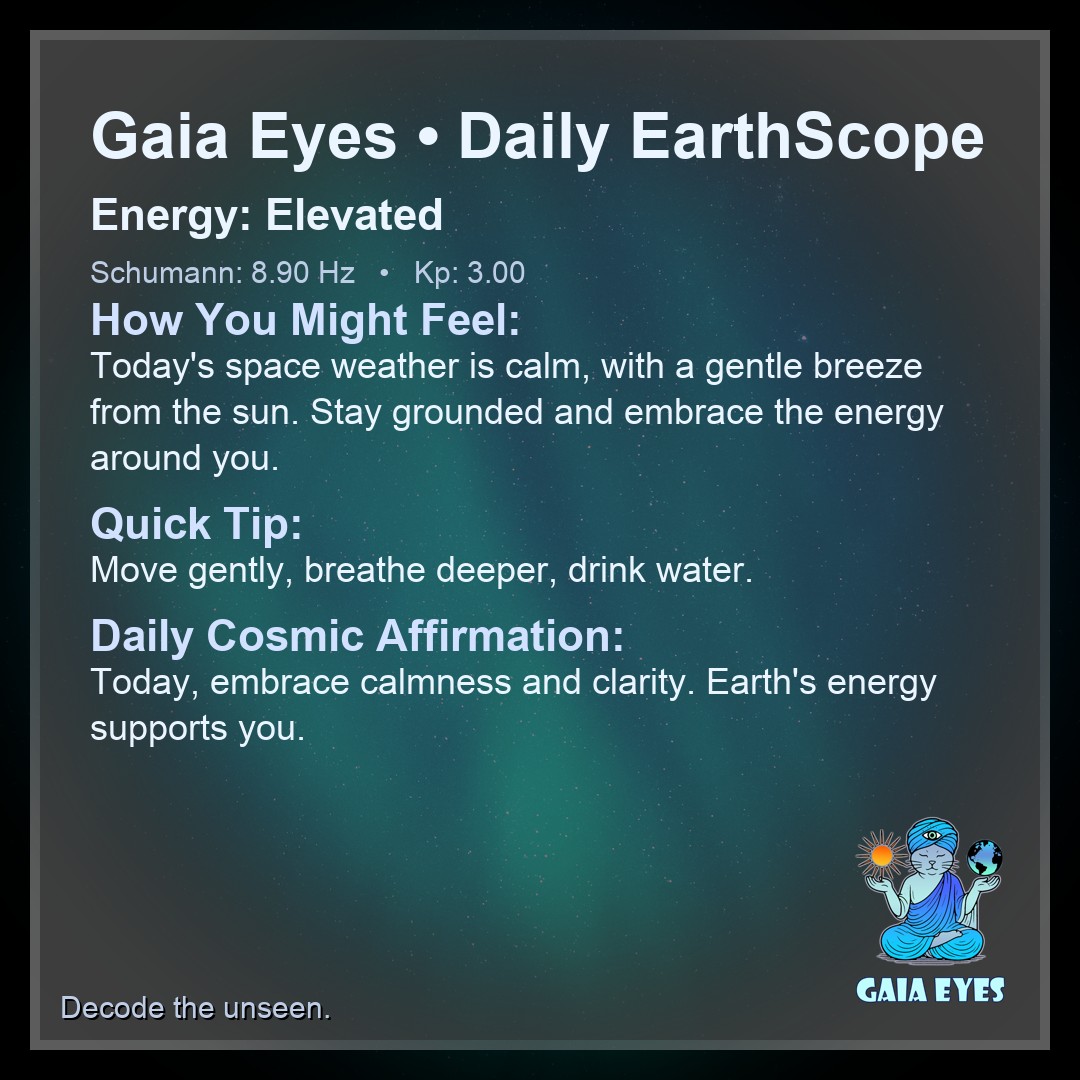 Gaia Eyes • Daily EarthScope
Energy: Elevated
Schumann: 8.90 Hz • Kp: 3.00
How You Might Feel:
Today's space weather is calm, with a gentle breeze
from the sun. Stay grounded and embrace the energy
around you.
Quick Tip:
Move gently, breathe deeper, drink water.
Daily Cosmic Affirmation:
Today, embrace calmness and clarity. Earth's energy
supports you.
GAIA EYES
Decode the unseen.